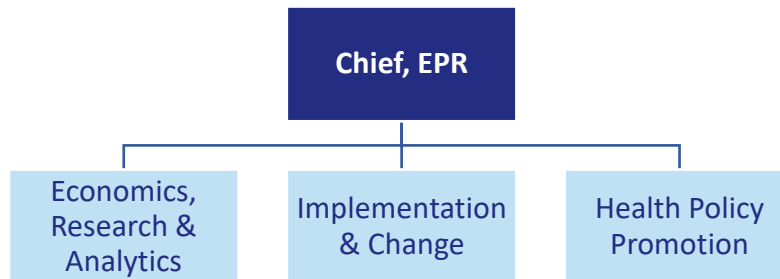 Chief, EPR
Economics,
Research &
Analytics
Implementation
& Change
Health Policy
Promotion